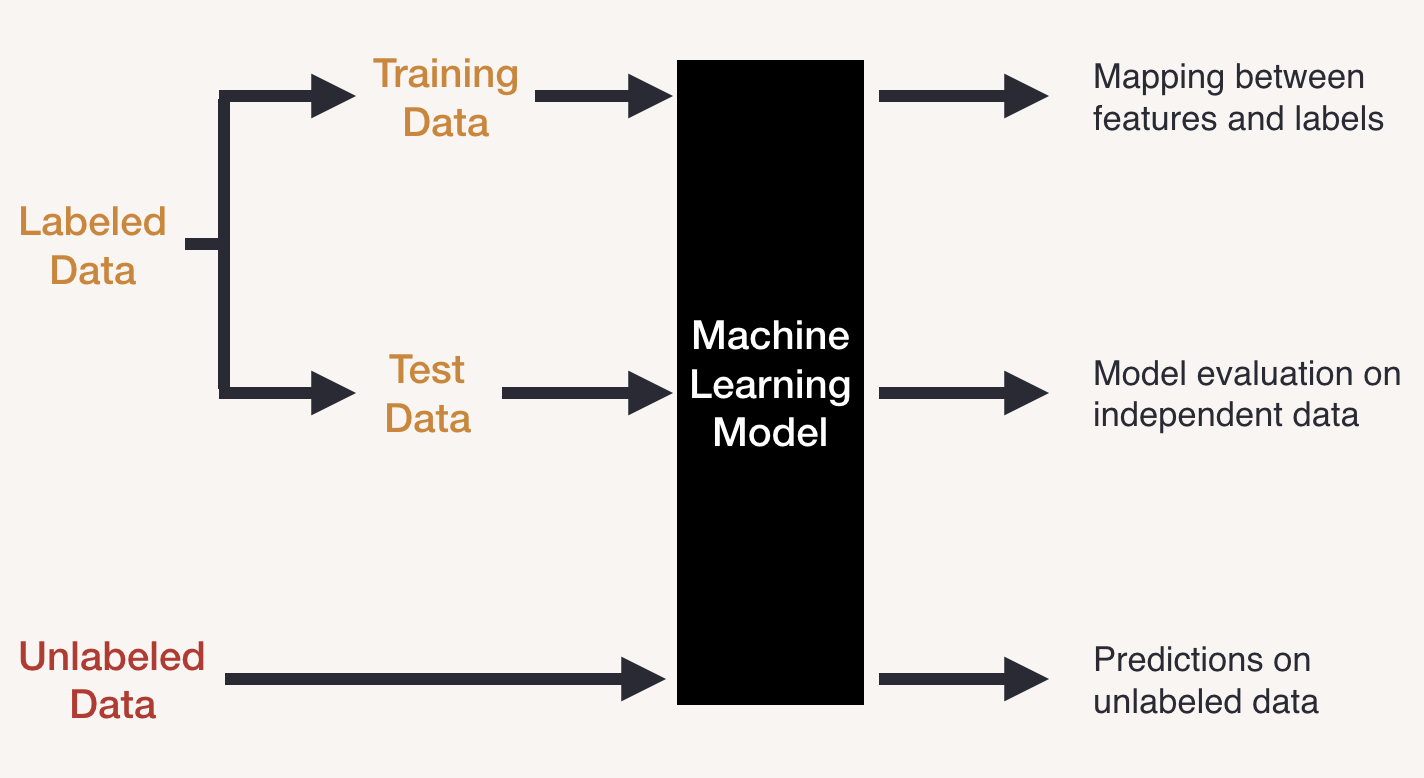 Training
Data
Mapping between
features and labels
Labeled
Data
Machine
Learning
Model
Test
Data
Model evaluation on
independent data
Unlabeled
Data
Predictions on
unlabeled data